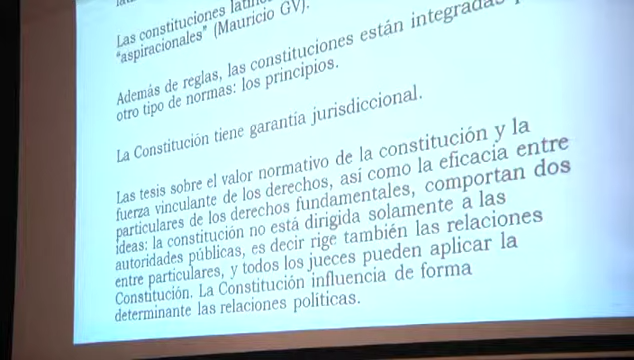 Las constituciones
"aspiracionales" (Mauricio GV).
Además de reglas, las constituciones están integradas
otro tipo de normas: los principios.
La Constitución tiene garantía jurisdiccional.
Las tesis sobre el valor normativo de la constitución y la
fuerza vinculante de los derechos, así como la eficacia entre
particulares de los derechos fundamentales, comportan dos
ideas: la constitución no está dirigida solamente a las
autoridades públicas, es decir rige también las relaciones
entre particulares, y todos los jueces pueden aplicar la
Constitución. La Constitución influencia de forma
determinante las relaciones políticas.